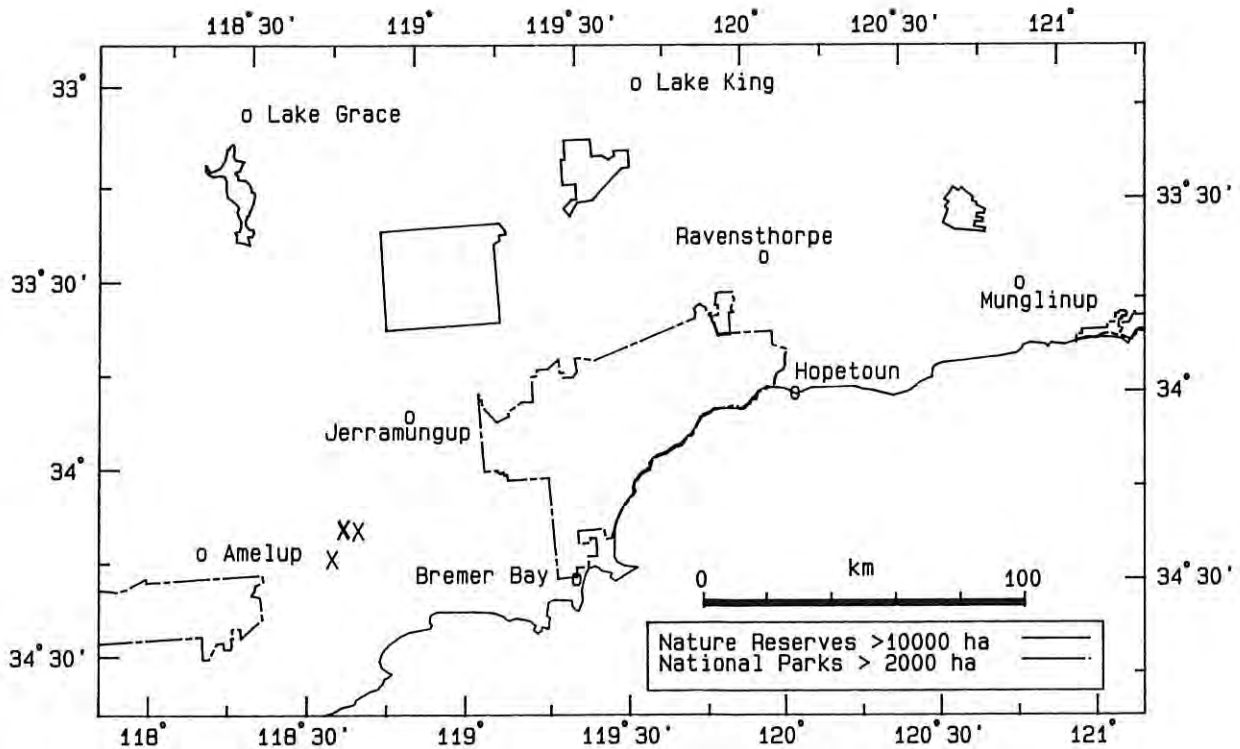 118°30' 119° 119°30' 120° 120°30' 121°
33°
o Lake King
o Lake Grace
33°30'
Ravensthorpe
33°30'
Munglinup
Hopetoun
34°
Jerramungup
34°
X X
X
o Amelup
Bremer Bay
km
0 100
34°30'
Nature Reserves >10000 ha
National Parks > 2000 ha
34°30'
118° 118°30' 119° 119°30' 120° 120°30' 121°